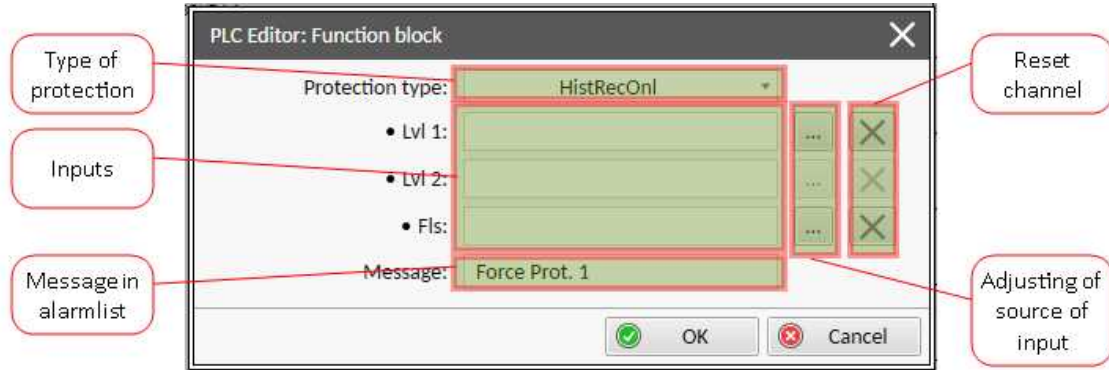 PLC Editor: Function block
Type of
protection
Protection type:
HistRecOnl
Reset
channel
Inputs
• Lvl 1:
...
• Lvl 2:
...
• Fls:
...
Message in
alarmlist
Message:
Force Prot. 1
Adjusting of
source of
input
OK
Cancel